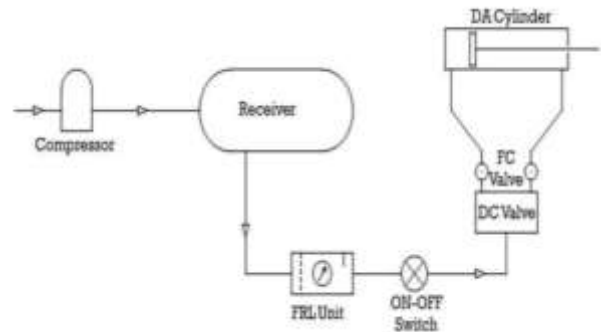 DA Cylinder
Receiver
Compressor
FC
Valve
DC Valve
FRL Unit
ON-OFF
Switch